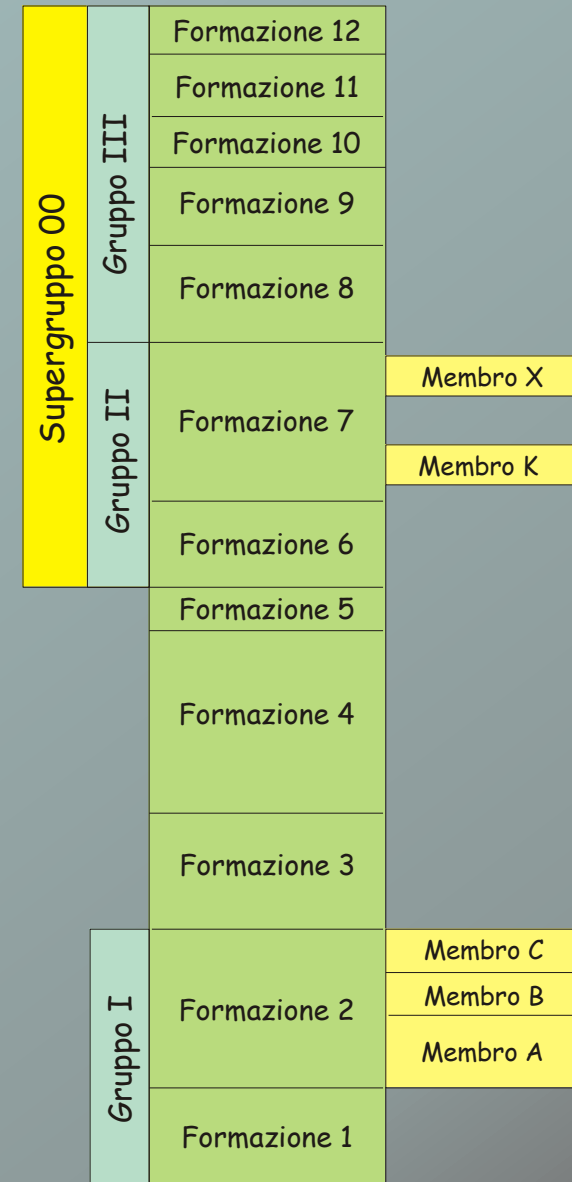 Supergruppo 00
Gruppo III
Formazione 12
Formazione 11
Formazione 10
Formazione 9
Formazione 8
Gruppo II
Formazione 7
Membro X
Membro K
Formazione 6
Formazione 5
Formazione 4
Formazione 3
Gruppo I
Formazione 2
Membro C
Membro B
Membro A
Formazione 1